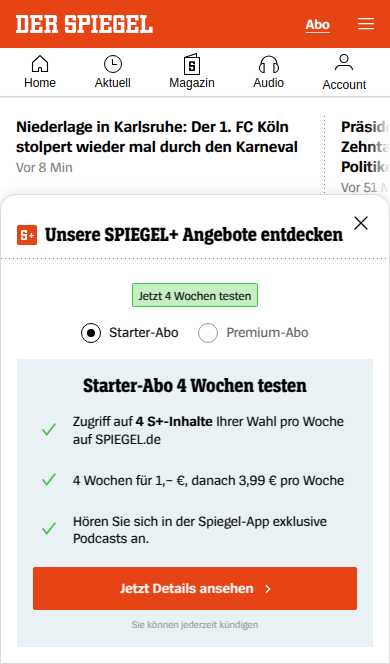 DER SPIEGEL
Abo
Home
Aktuell
Magazin
Audio
Account
Niederlage in Karlsruhe: Der 1. FC Köln
stolpert wieder mal durch den Karneval
Vor 8 Min
Präsid
Zehnta
Politike
Vor 51 M
S+ Unsere SPIEGEL+ Angebote entdecken
Jetzt 4 Wochen testen
Starter-Abo
Premium-Abo
Starter-Abo 4 Wochen testen
Zugriff auf 4 S+-Inhalte Ihrer Wahl pro Woche
auf SPIEGEL.de
4 Wochen für 1,– €, danach 3,99 € pro Woche
Hören Sie sich in der Spiegel-App exklusive
Podcasts an.
Jetzt Details ansehen
Sie können jederzeit kündigen